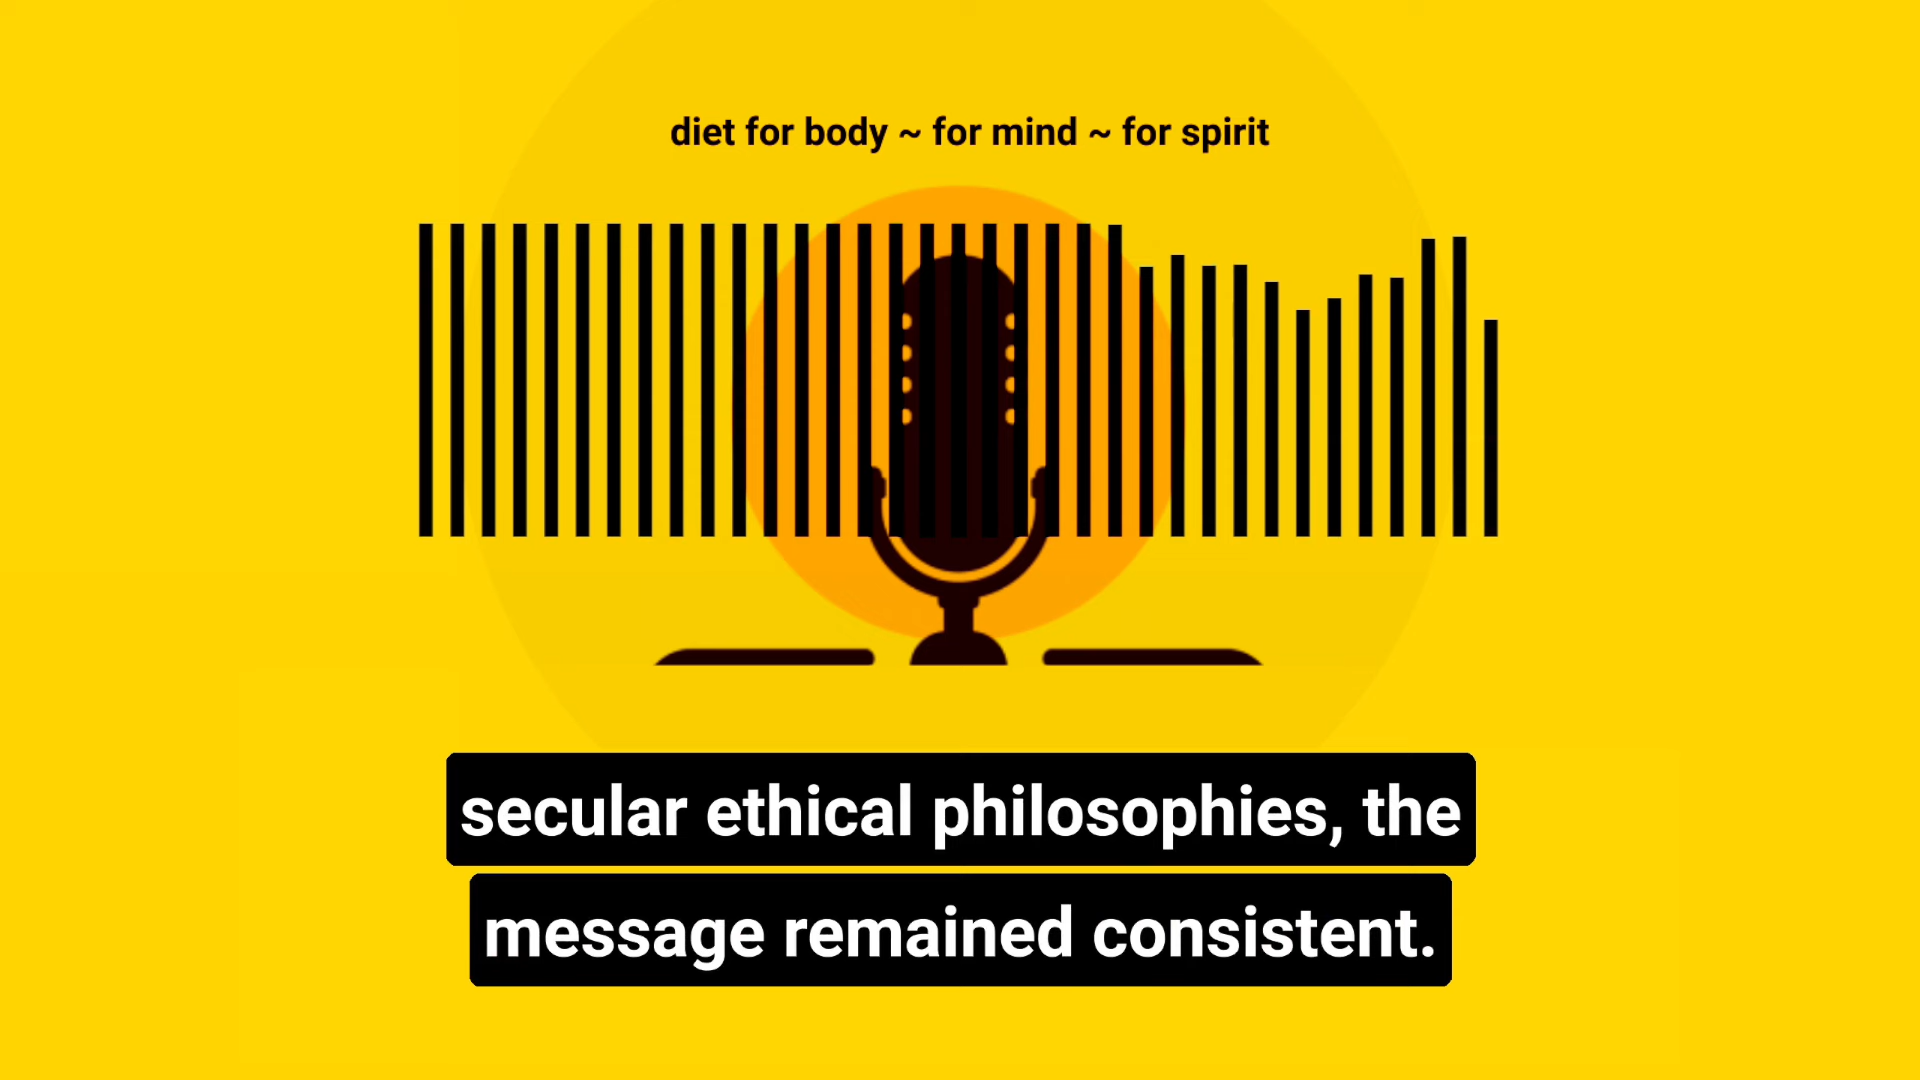 diet for body ~ for mind ~ for spirit
secular ethical philosophies, the
message remained consistent.